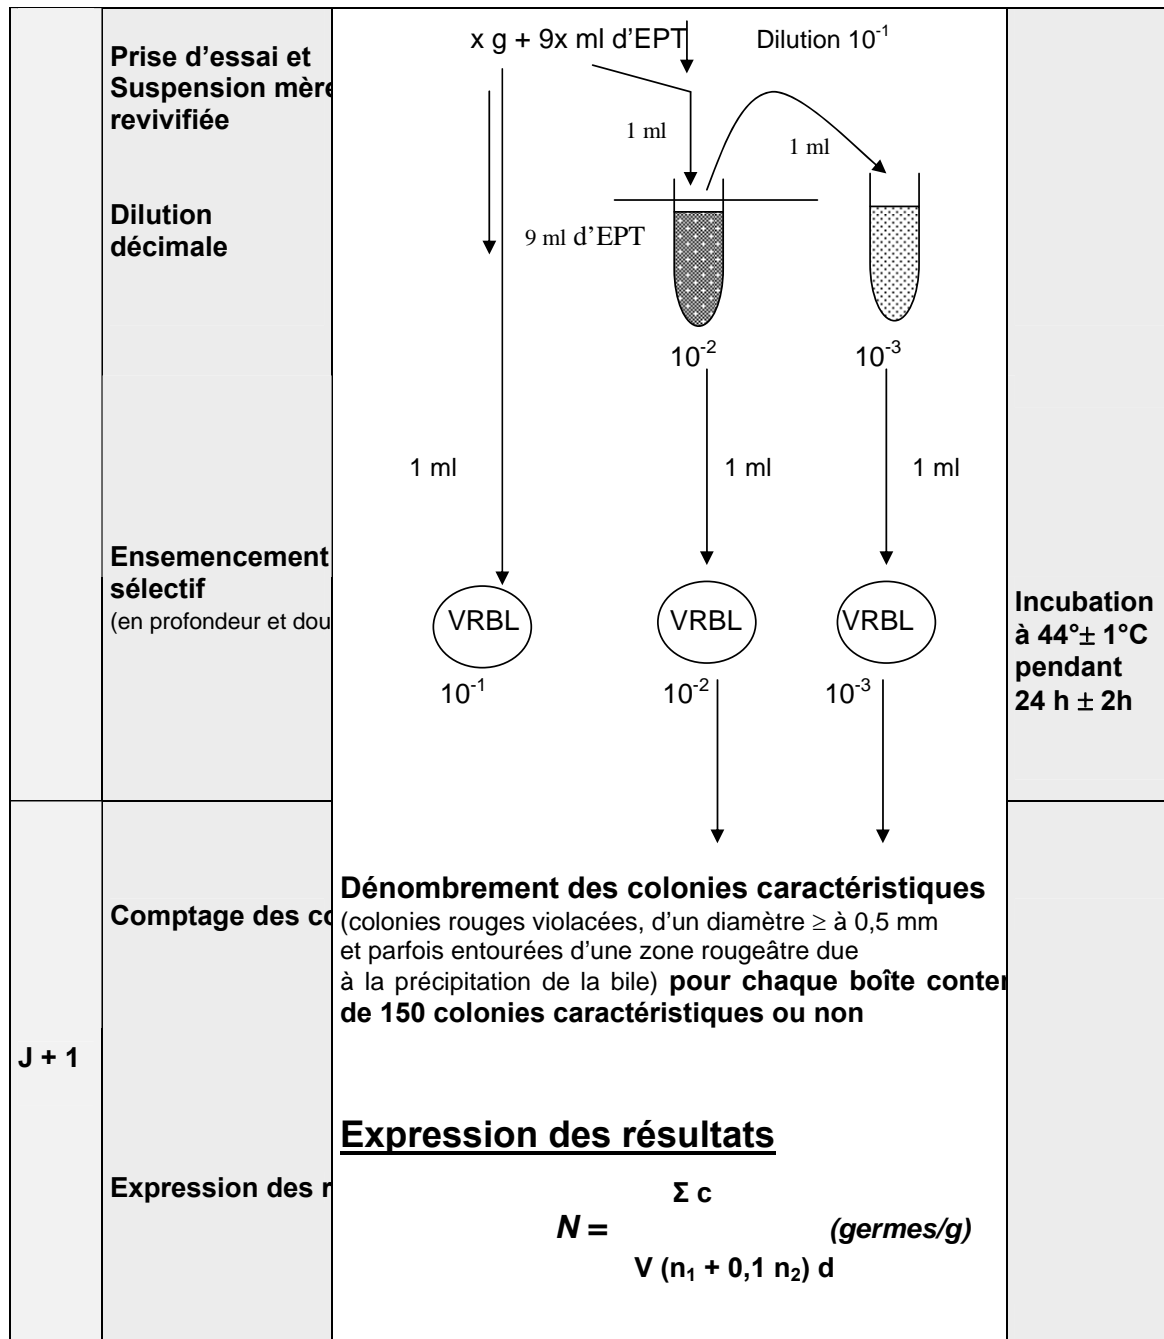 Prise d'essai et
Suspension mère
revivifiée
Dilution
décimale
Ensemencement
sélectif
(en profondeur et dou
x g + 9x ml d'EPT
Dilution 10⁻¹
1 ml
1 ml
9 ml d'EPT
10⁻²
10⁻³
1 ml
1 ml
1 ml
VRBL
VRBL
VRBL
10⁻¹
10⁻²
10⁻³
Incubation
à 44°± 1°C
pendant
24 h ± 2h
J + 1
Comptage des co
Dénombrement des colonies caractéristiques
(colonies rouges violacées, d'un diamètre ≥ à 0,5 mm
et parfois entourées d'une zone rougeâtre due
à la précipitation de la bile) pour chaque boîte conten
de 150 colonies caractéristiques ou non
Expression des r
Expression des résultats
Σ c
N = (germes/g)
V (n₁ + 0,1 n₂) d